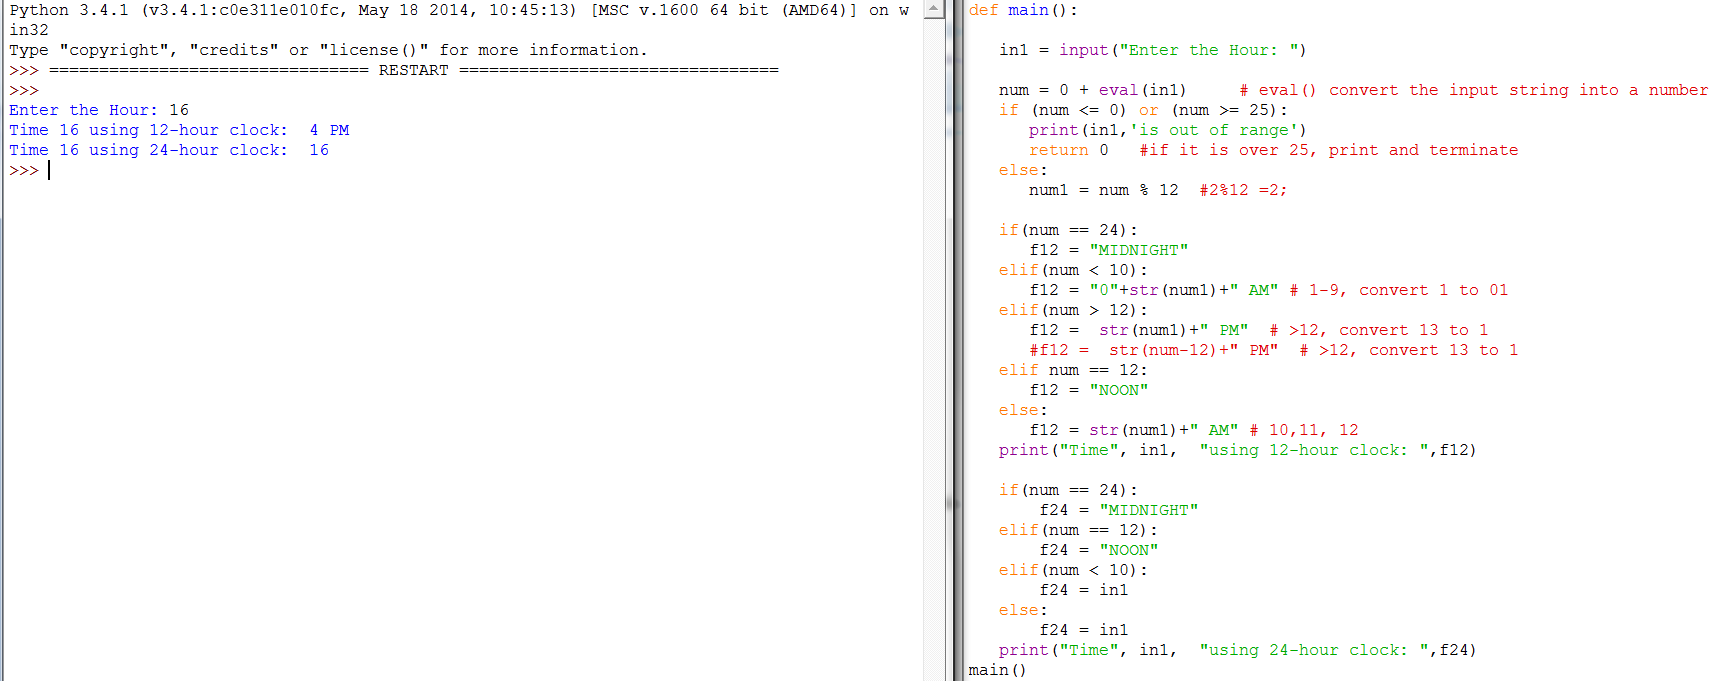 Python 3.4.1 (v3.4.1:c0e311e010fc, May 18 2014, 10:45:13) [MSC v.1600 64 bit (AMD64)] on w
in32
Type "copyright", "credits" or "license()" for more information.
>>> ================================ RESTART ================================
>>>
Enter the Hour: 16
Time 16 using 12-hour clock:  4 PM
Time 16 using 24-hour clock:  16
>>>
def main():
   in1 = input("Enter the Hour: ")
   num = 0 + eval(in1)     # eval() convert the input string into a number
   if (num <= 0) or (num >= 25):
      print(in1,'is out of range')
      return 0   #if it is over 25, print and terminate
   else:
      num1 = num % 12  #2%12 =2;
   if(num == 24):
      f12 = "MIDNIGHT"
   elif(num < 10):
      f12 = "0"+str(num1)+" AM" # 1-9, convert 1 to 01
   elif(num > 12):
      f12 =  str(num1)+" PM"  # >12, convert 13 to 1
      #f12 =  str(num-12)+" PM"  # >12, convert 13 to 1
   elif num == 12:
      f12 = "NOON"
   else:
      f12 = str(num1)+" AM" # 10,11, 12
   print("Time", in1,  "using 12-hour clock: ",f12)
   if(num == 24):
       f24 = "MIDNIGHT"
   elif(num == 12):
       f24 = "NOON"
   elif(num < 10):
       f24 = in1
   else:
       f24 = in1
   print("Time", in1,  "using 24-hour clock: ",f24)
main()